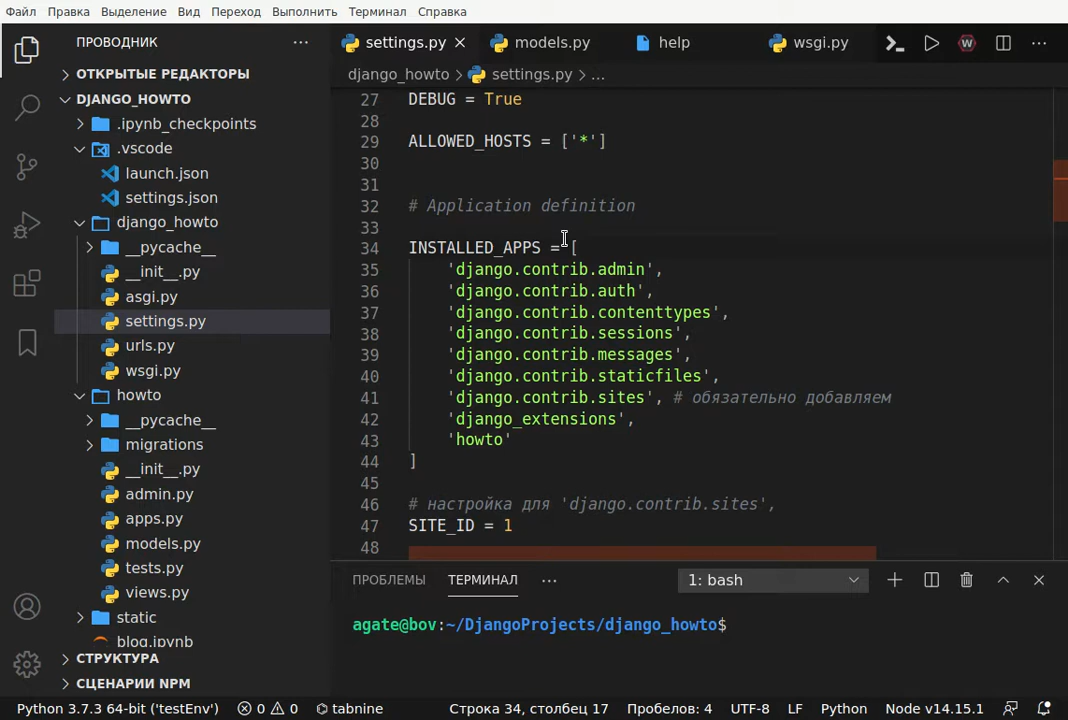 Файл Правка Выделение Вид Переход Выполнить Терминал Справка
ПРОВОДНИК ...
ОТКРЫТЫЕ РЕДАКТОРЫ
DJANGO_HOWTO
.ipynb_checkpoints
.vscode
launch.json
settings.json
django_howto
__pycache__
__init__.py
asgi.py
settings.py
urls.py
wsgi.py
howto
__pycache__
migrations
__init__.py
admin.py
apps.py
models.py
tests.py
views.py
static
blog.ipynb
СТРУКТУРА
СЦЕНАРИИ NPM
settings.py models.py help wsgi.py
django_howto > settings.py > ...
27 DEBUG = True
28
29 ALLOWED_HOSTS = ['*']
30
31
32 # Application definition
33
34 INSTALLED_APPS = [
35 'django.contrib.admin',
36 'django.contrib.auth',
37 'django.contrib.contenttypes',
38 'django.contrib.sessions',
39 'django.contrib.messages',
40 'django.contrib.staticfiles',
41 'django.contrib.sites', # обязательно добавляем
42 'django_extensions',
43 'howto'
44 ]
45
46 # настройка для 'django.contrib.sites',
47 SITE_ID = 1
48
ПРОБЛЕМЫ ТЕРМИНАЛ ... 1: bash
agate@bov:~/DjangoProjects/django_howto$
Python 3.7.3 64-bit ('testEnv') 0 0 tabnine Строка 34, столбец 17 Пробелов: 4 UTF-8 LF Python Node v14.15.1